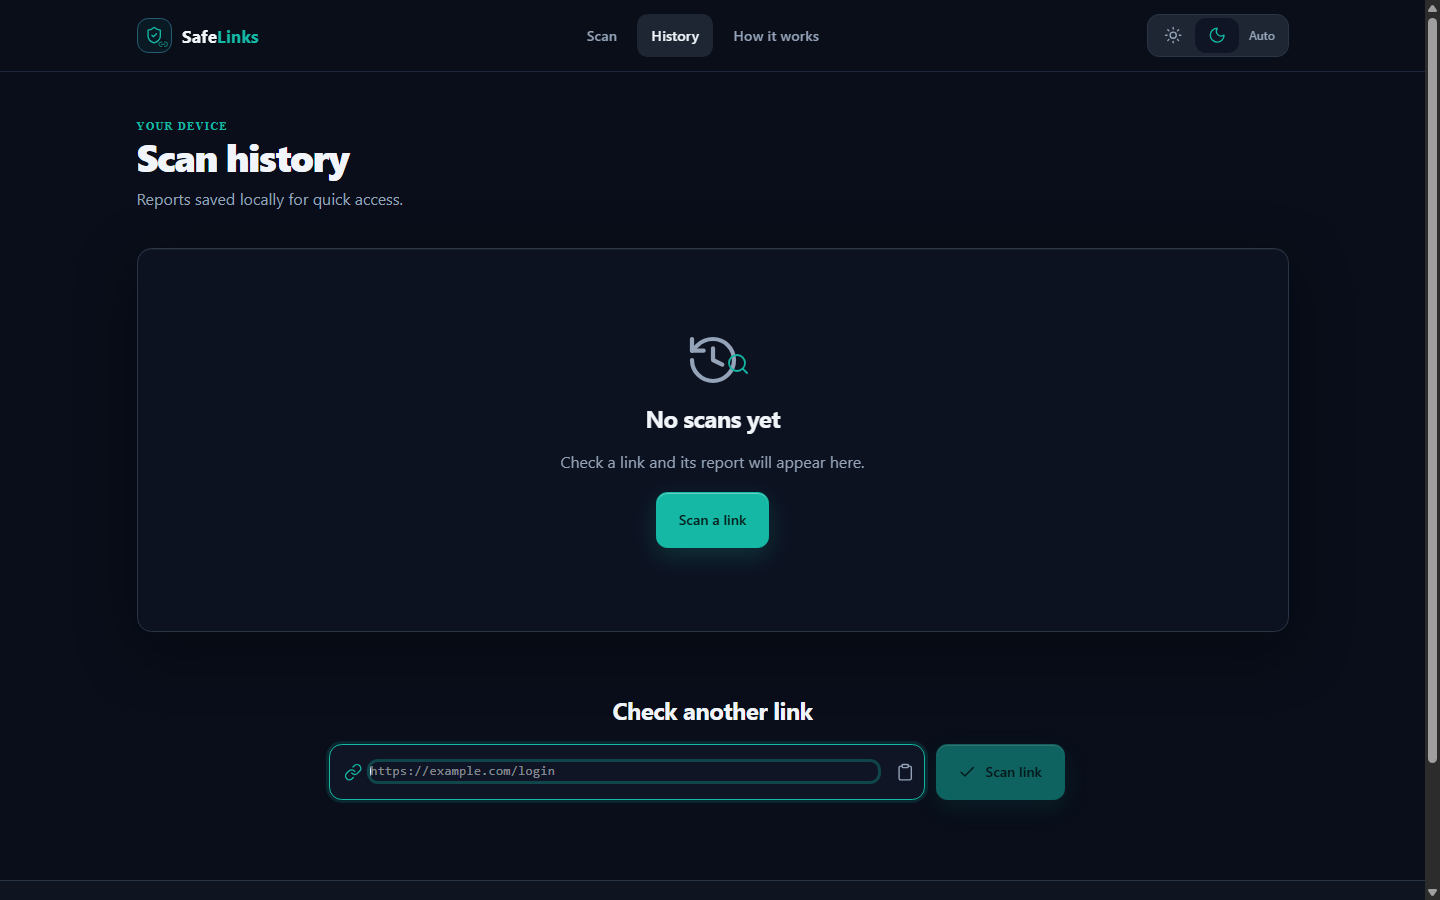 SafeLinks
Scan
History
How it works
Auto
YOUR DEVICE
Scan history
Reports saved locally for quick access.
No scans yet
Check a link and its report will appear here.
Scan a link
Check another link
https://example.com/login
Scan link